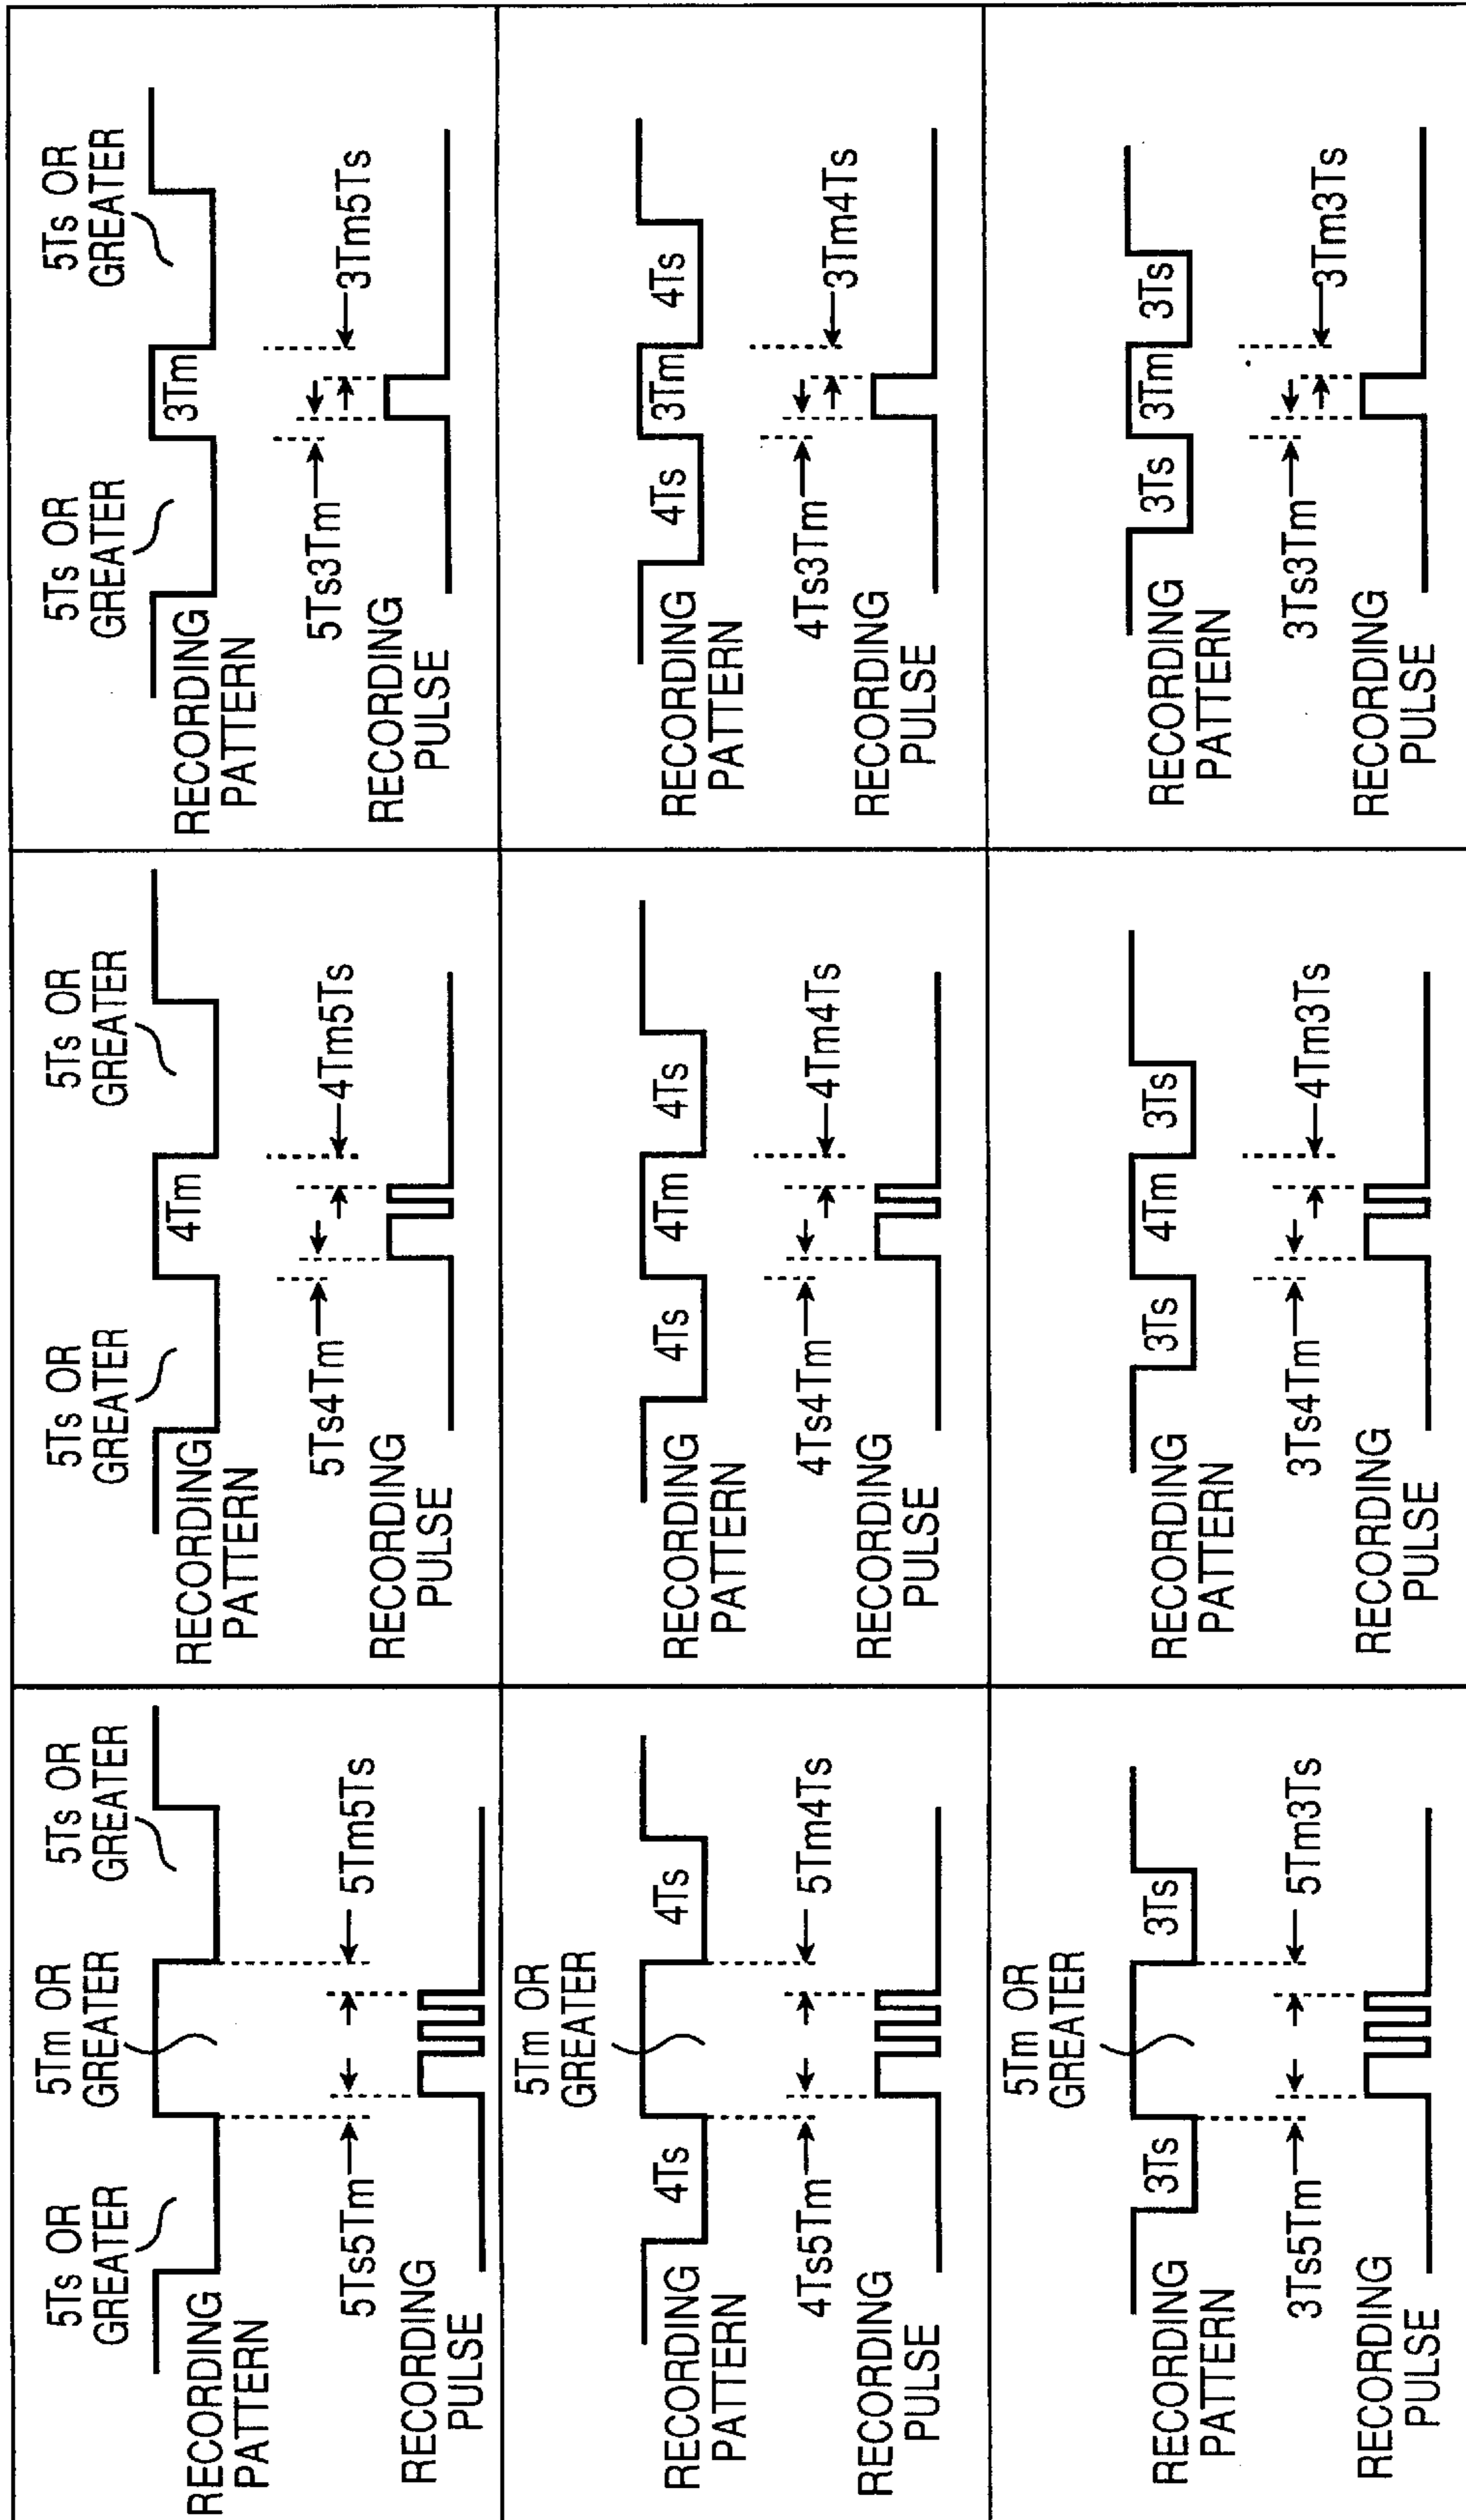 5Ts OR
GREATER
5Tm OR
GREATER
5Ts OR
GREATER
RECORDING
PATTERN
5Ts5Tm
5Tm5Ts
RECORDING
PULSE
5Ts OR
GREATER
4Tm
5Ts OR
GREATER
RECORDING
PATTERN
5Ts4Tm
4Tm5Ts
RECORDING
PULSE
5Ts OR
GREATER
3Tm
5Ts OR
GREATER
RECORDING
PATTERN
5Ts3Tm
3Tm5Ts
RECORDING
PULSE
5Tm OR
GREATER
4Ts
4Ts
RECORDING
PATTERN
4Ts5Tm
5Tm4Ts
RECORDING
PULSE
4Ts
4Tm
4Ts
RECORDING
PATTERN
4Ts4Tm
4Tm4Ts
RECORDING
PULSE
4Ts
3Tm
4Ts
RECORDING
PATTERN
4Ts3Tm
3Tm4Ts
RECORDING
PULSE
5Tm OR
GREATER
3Ts
3Ts
RECORDING
PATTERN
3Ts5Tm
5Tm3Ts
RECORDING
PULSE
3Ts
4Tm
3Ts
RECORDING
PATTERN
3Ts4Tm
4Tm3Ts
RECORDING
PULSE
3Ts
3Tm
3Ts
RECORDING
PATTERN
3Ts3Tm
3Tm3Ts
RECORDING
PULSE